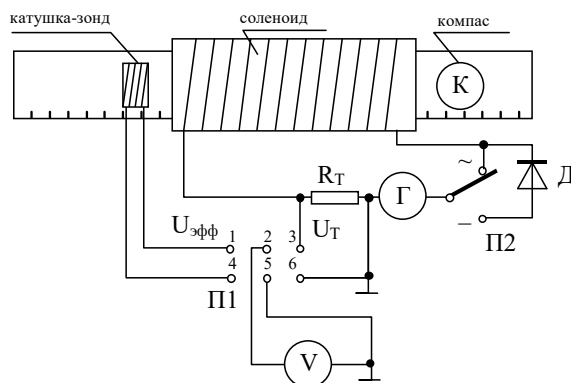 катушка-зонд
соленоид
компас
К
R_T
Г
~
Д
U_эфф
1
2
3
U_T
4
5
6
–
П2
П1
V